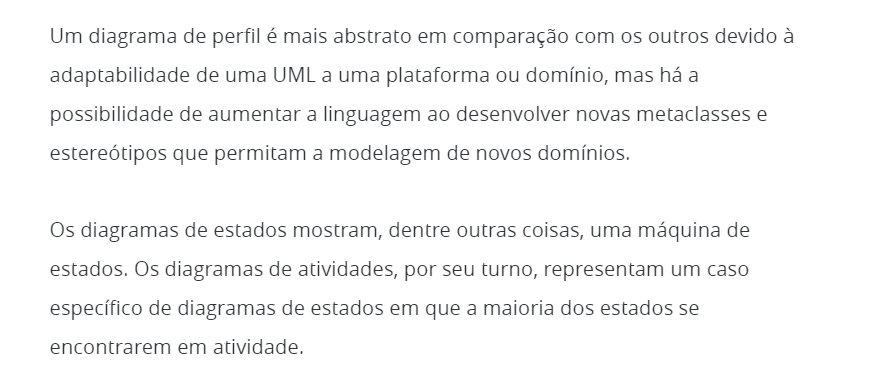 Um diagrama de perfil é mais abstrato em comparação com os outros devido à
adaptabilidade de uma UML a uma plataforma ou domínio, mas há a
possibilidade de aumentar a linguagem ao desenvolver novas metaclasses e
estereótipos que permitam a modelagem de novos domínios.
Os diagramas de estados mostram, dentre outras coisas, uma máquina de
estados. Os diagramas de atividades, por seu turno, representam um caso
específico de diagramas de estados em que a maioria dos estados se
encontrarem em atividade.